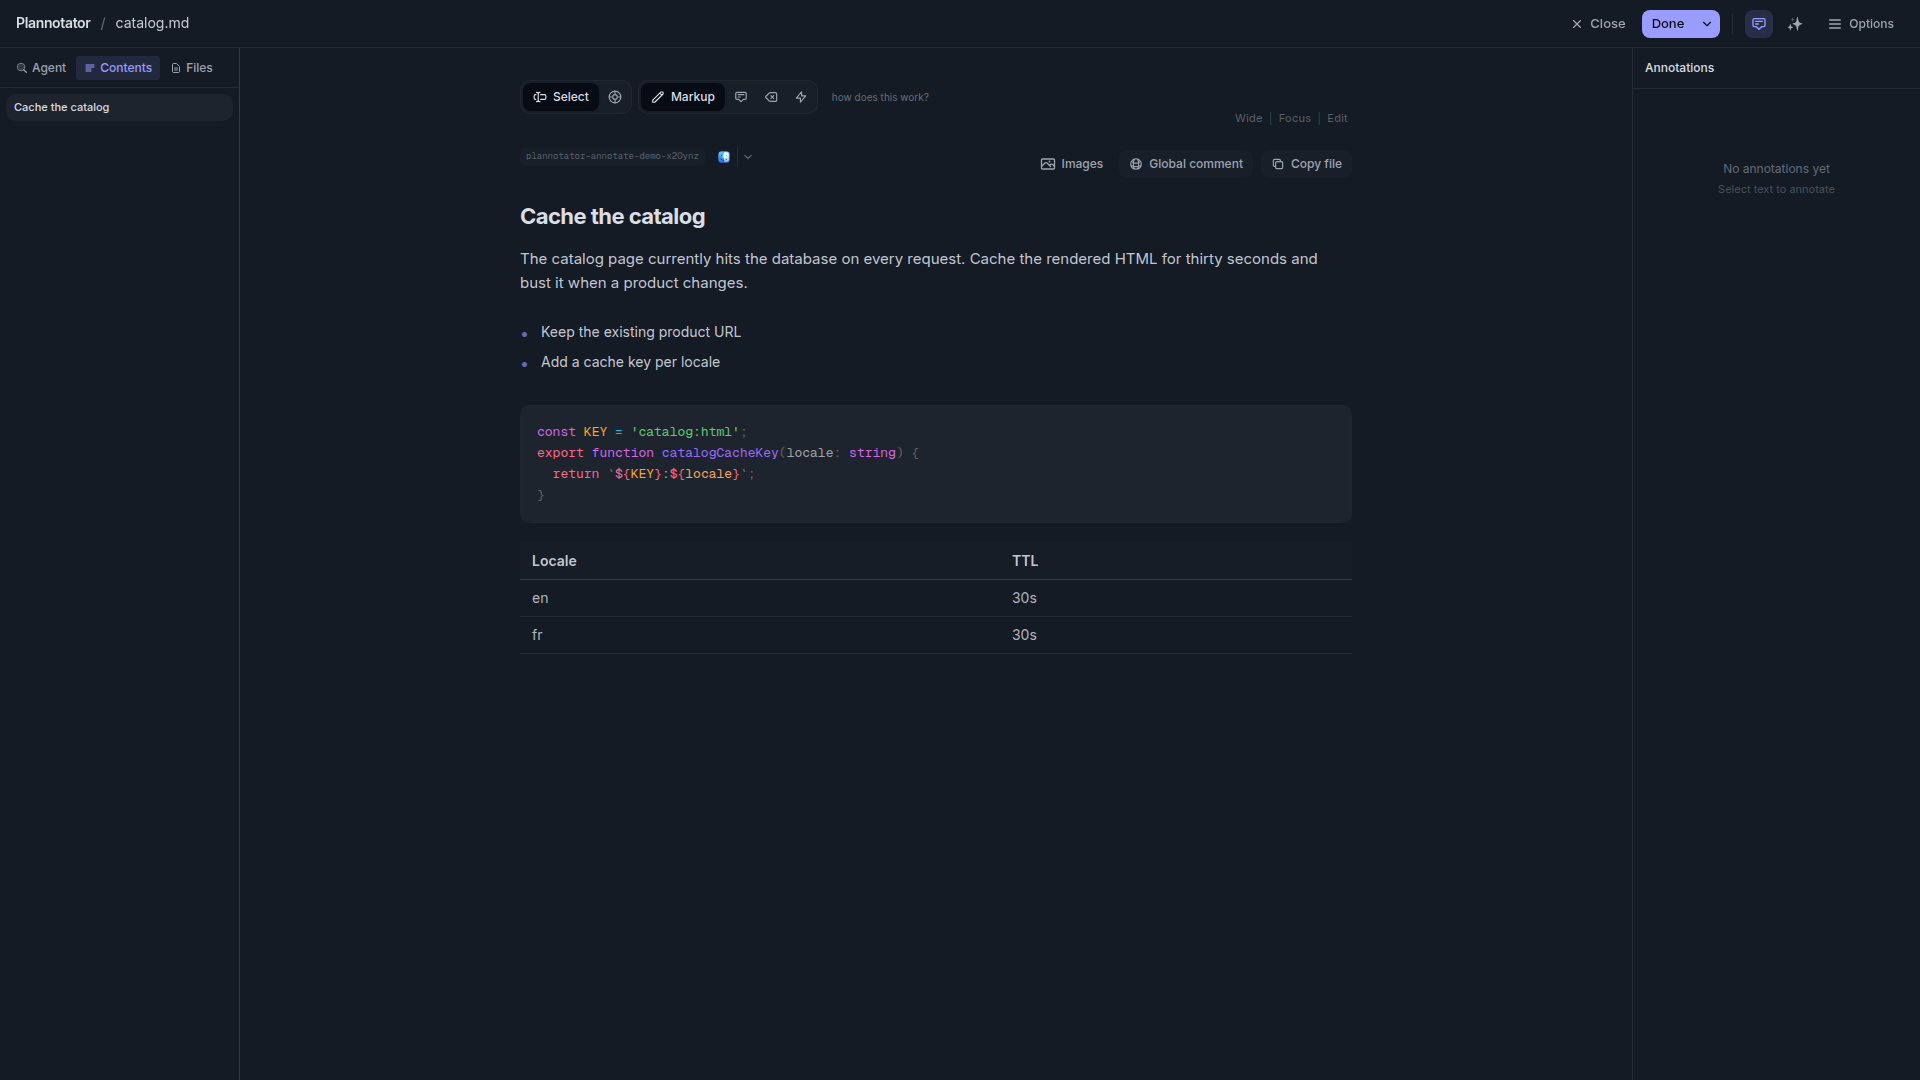 Plannotator / catalog.md
Close
Done
Options
Agent
Contents
Files
Cache the catalog
Select
Markup
how does this work?
Wide | Focus | Edit
plannotator-annotate-demo-x20ynz
Images
Global comment
Copy file
Cache the catalog
The catalog page currently hits the database on every request. Cache the rendered HTML for thirty seconds and
bust it when a product changes.
Keep the existing product URL
Add a cache key per locale
const KEY = 'catalog:html';
export function catalogCacheKey(locale: string) {
  return `${KEY}:${locale}`;
}
Locale TTL
en 30s
fr 30s
Annotations
No annotations yet
Select text to annotate